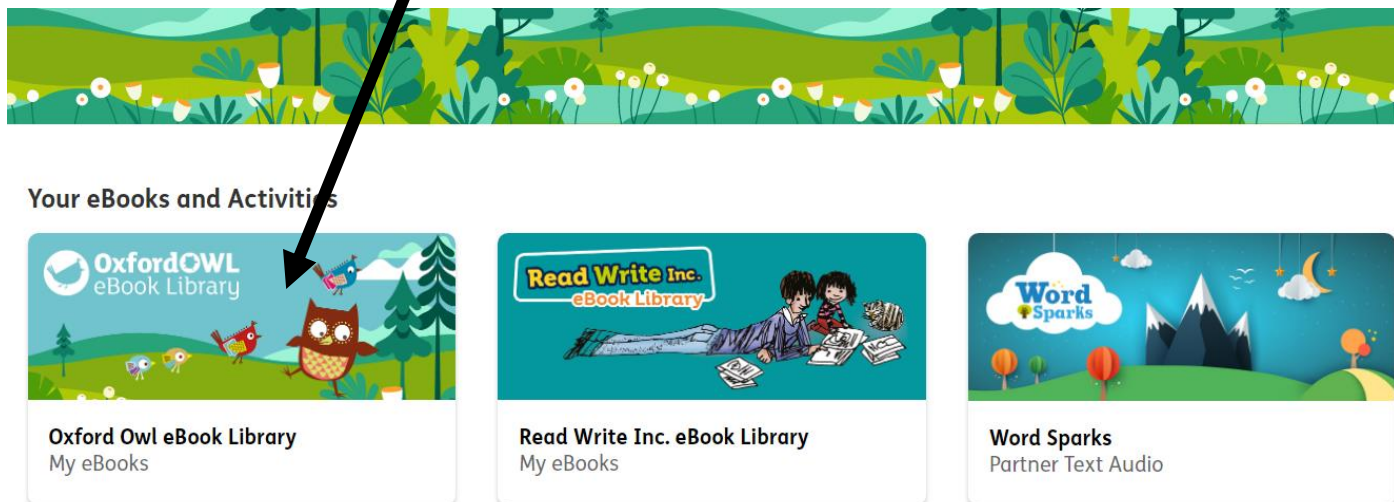 Your eBooks and Activities
OxfordOWL
eBook Library
Read Write Inc.
eBook Library
Word
Sparks
Oxford Owl eBook Library
My eBooks
Read Write Inc. eBook Library
My eBooks
Word Sparks
Partner Text Audio